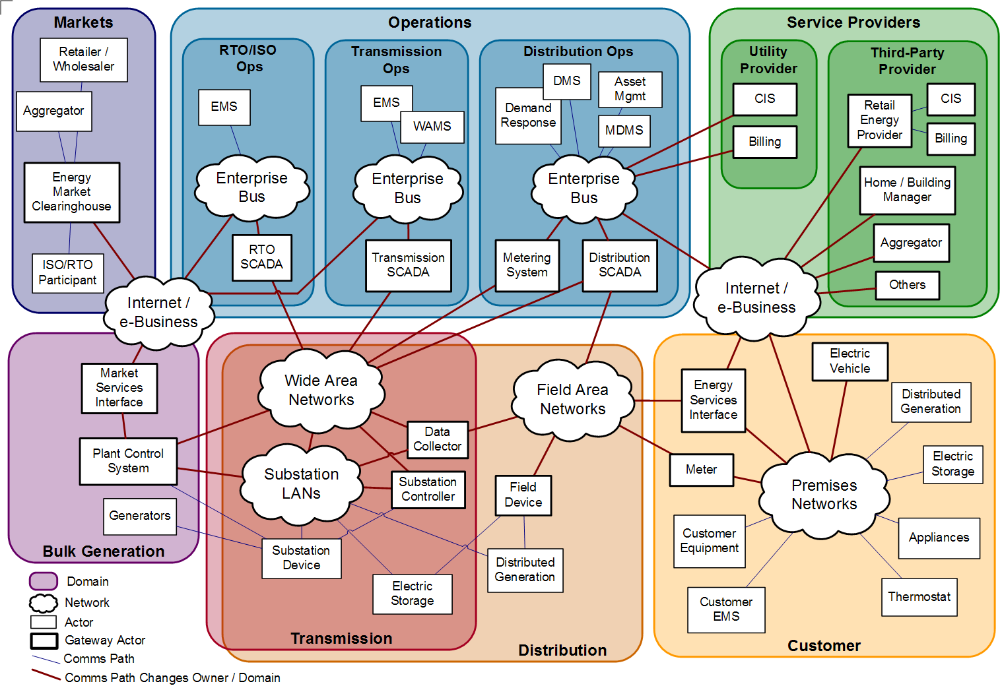 Markets
Retailer /
Wholesaler
Aggregator
Energy
Market
Clearinghouse
ISO/RTO
Participant
Operations
RTO/ISO
Ops
EMS
Enterprise
Bus
RTO
SCADA
Transmission
Ops
EMS
WAMS
Enterprise
Bus
Transmission
SCADA
Distribution Ops
Demand
Response
DMS
Asset
Mgmt
MDMS
Enterprise
Bus
Metering
System
Distribution
SCADA
Service Providers
Utility
Provider
CIS
Billing
Third-Party
Provider
Retail
Energy
Provider
CIS
Billing
Home / Building
Manager
Aggregator
Others
Internet /
e-Business
Internet /
e-Business
Market
Services
Interface
Plant Control
System
Generators
Bulk Generation
Wide Area
Networks
Substation
LANs
Data
Collector
Substation
Controller
Substation
Device
Electric
Storage
Transmission
Field Area
Networks
Field
Device
Distributed
Generation
Distribution
Energy
Services
Interface
Meter
Electric
Vehicle
Distributed
Generation
Electric
Storage
Premises
Networks
Customer
Equipment
Appliances
Customer
EMS
Thermostat
Customer
Domain
Network
Actor
Gateway Actor
Comms Path
Comms Path Changes Owner / Domain